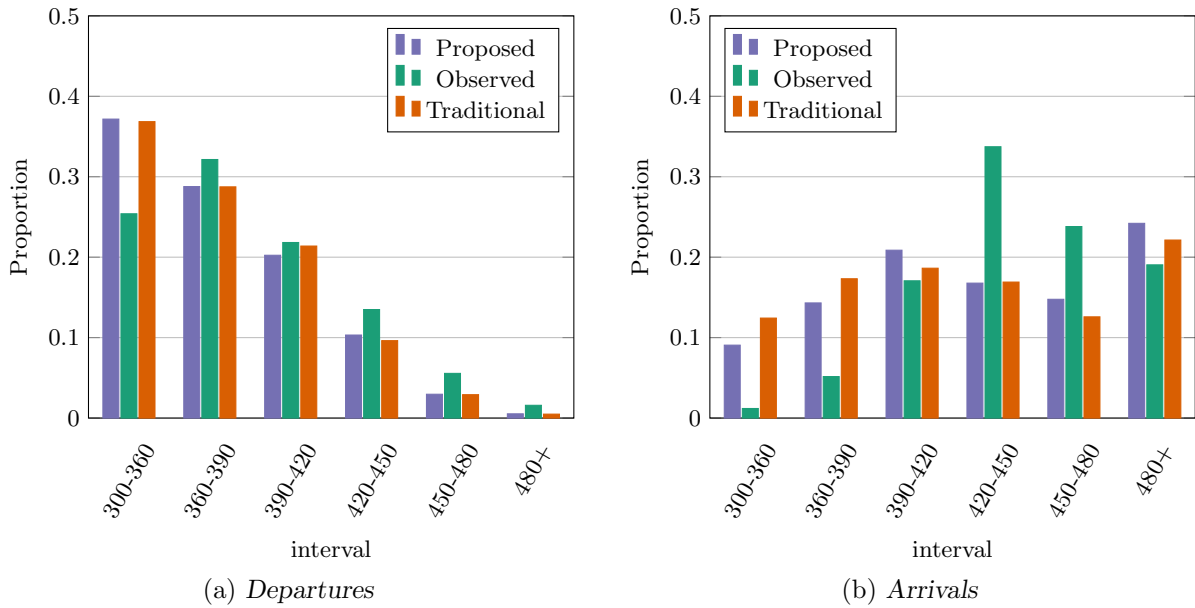 0.5
0.4
0.3
0.2
0.1
0
Proportion
Proposed
Observed
Traditional
300-360
360-390
390-420
420-450
450-480
480+
interval
(a) Departures
0.5
0.4
0.3
0.2
0.1
0
Proportion
Proposed
Observed
Traditional
300-360
360-390
390-420
420-450
450-480
480+
interval
(b) Arrivals